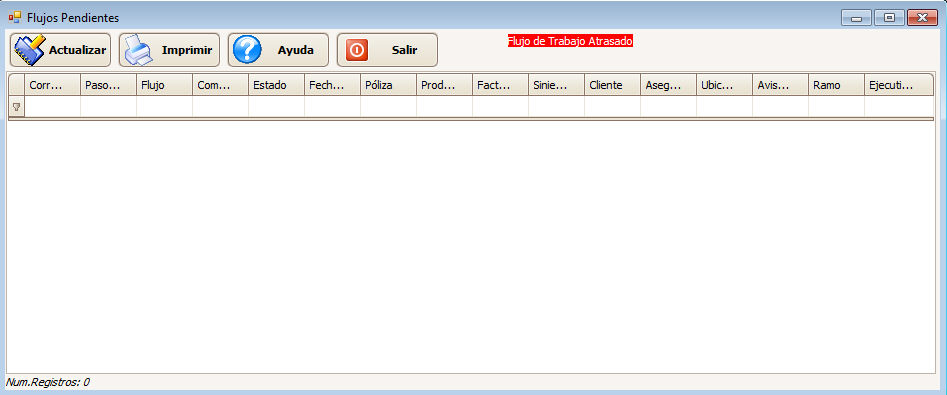 Flujos Pendientes
Actualizar Imprimir Ayuda Salir Flujo de Trabajo Atrasado
Corr... Paso... Flujo Com... Estado Fech... Póliza Prod... Fact... Sinie... Cliente Aseg... Ubic... Avis... Ramo Ejecuti...
Num.Registros: 0